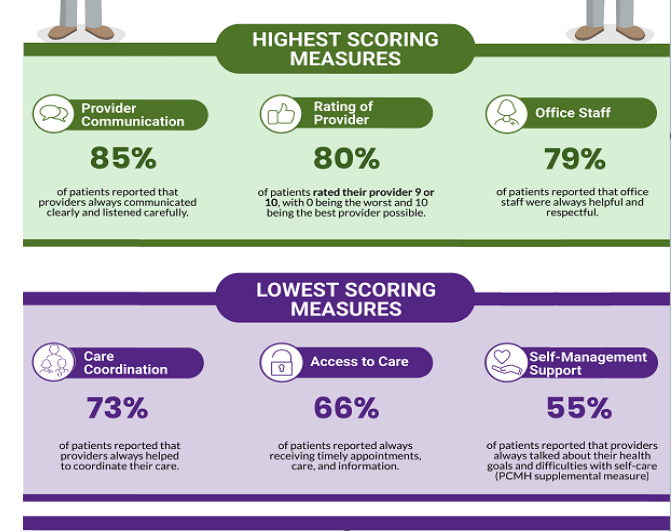 HIGHEST SCORING
MEASURES
Provider
Communication
85%
of patients reported that
providers always communicated
clearly and listened carefully.
Rating of
Provider
80%
of patients rated their provider 9 or
10, with 0 being the worst and 10
being the best provider possible.
Office Staff
79%
of patients reported that office
staff were always helpful and
respectful.
LOWEST SCORING
MEASURES
Care
Coordination
73%
of patients reported that
providers always helped
to coordinate their care.
Access to Care
66%
of patients reported always
receiving timely appointments,
care, and information.
Self-Management
Support
55%
of patients reported that providers
always talked about their health
goals and difficulties with self-care
(PCMH supplemental measure)